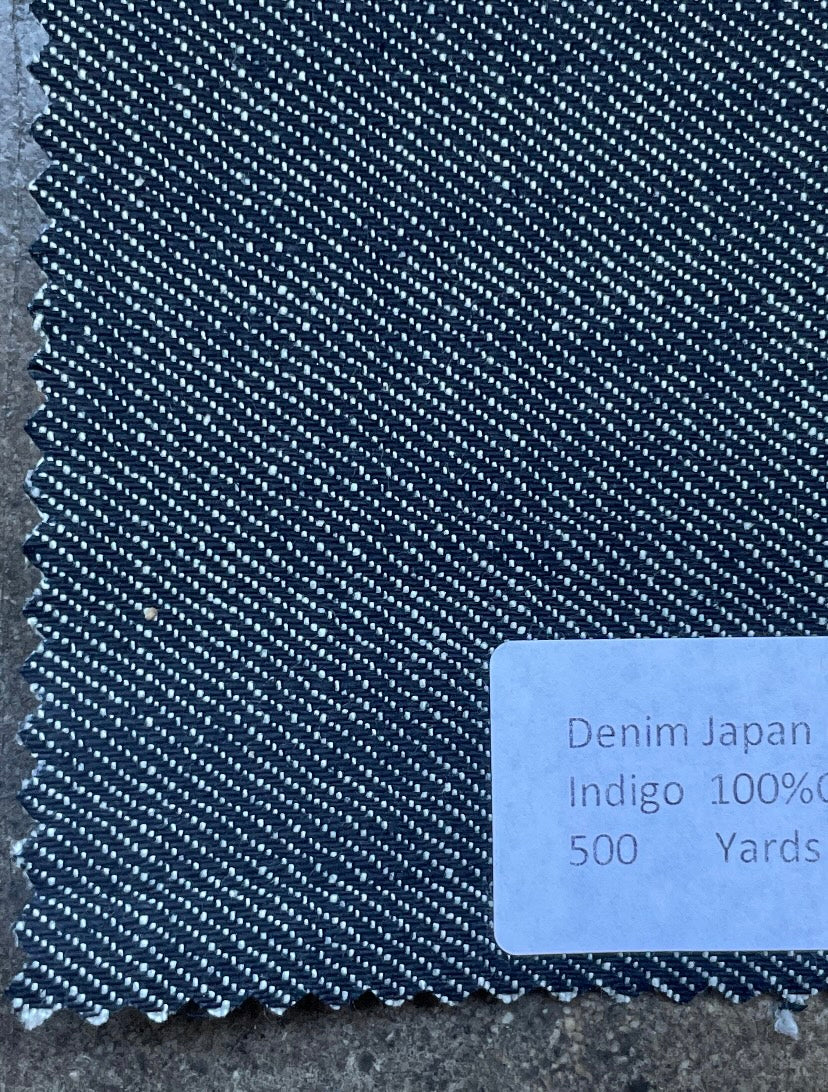 Denim Japan
Indigo 100%C
500 Yards